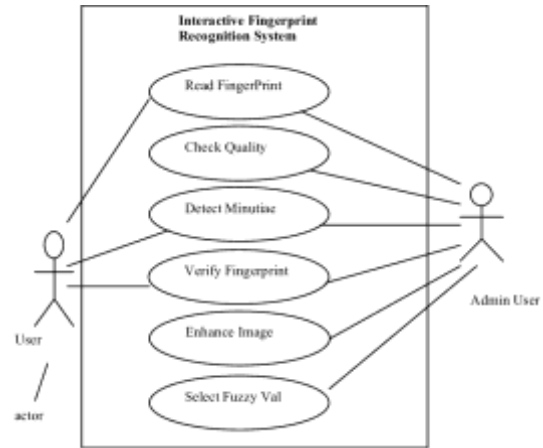 Interactive Fingerprint
Recognition System
Read FingerPrint
Check Quality
Detect Minutiae
Verify Fingerprint
Admin User
User
Enhance Image
Select Fuzzy Val
actor